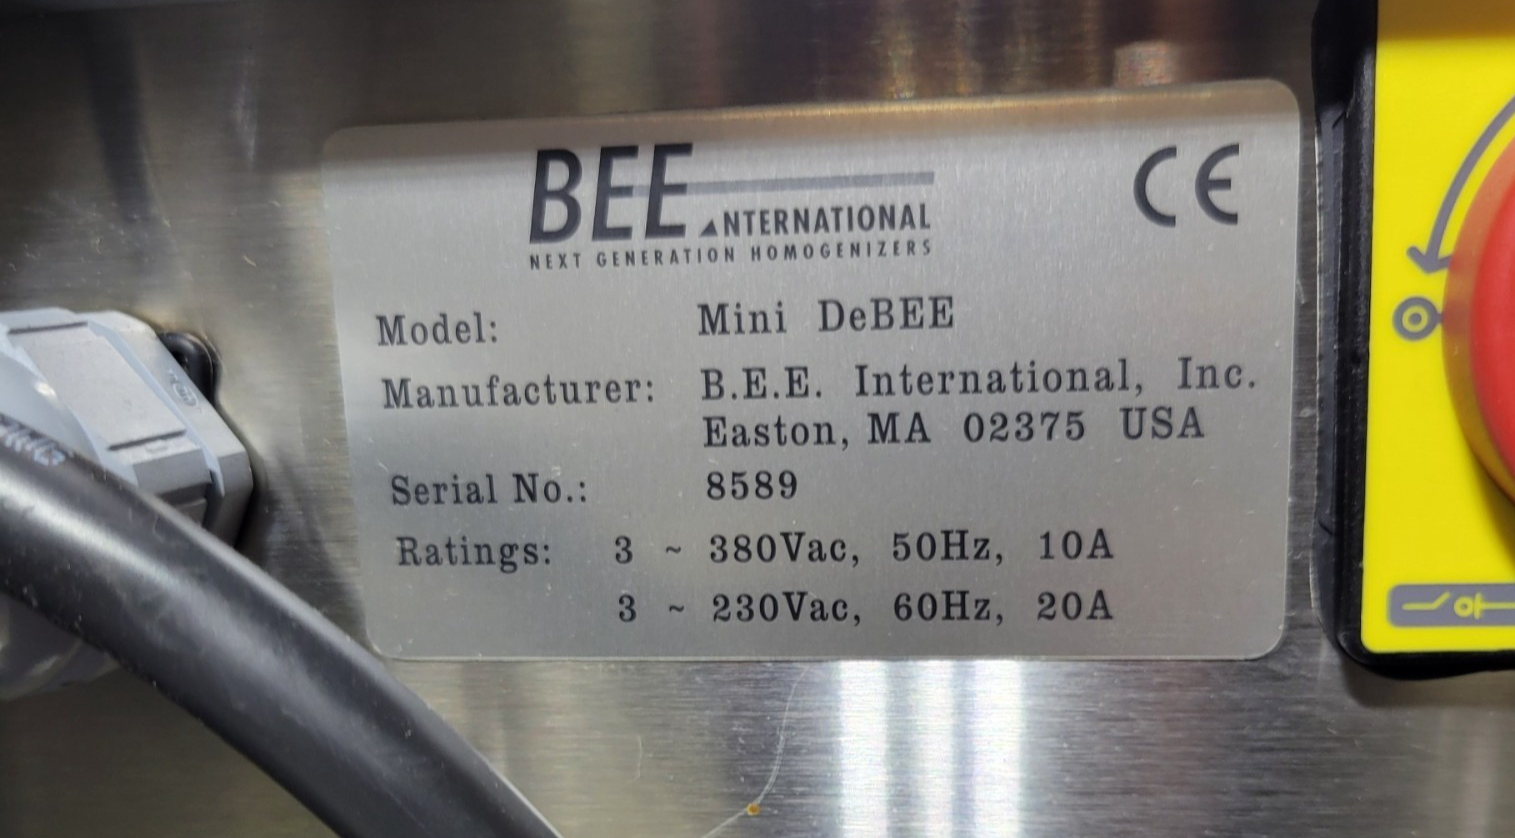 BEE INTERNATIONAL
NEXT GENERATION HOMOGENIZERS
CE
Model: Mini DeBEE
Manufacturer: B.E.E. International, Inc.
Easton, MA 02375 USA
Serial No.: 8589
Ratings: 3 ~ 380Vac, 50Hz, 10A
3 ~ 230Vac, 60Hz, 20A